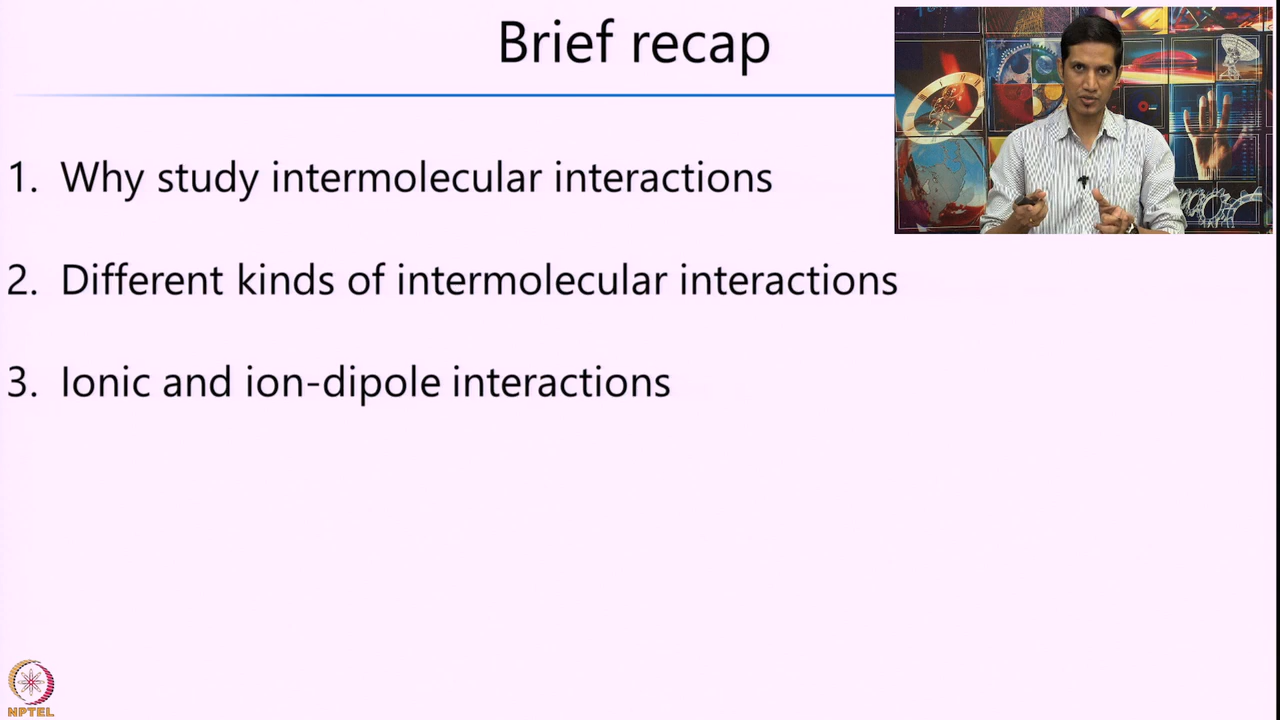 Brief recap
1. Why study intermolecular interactions
2. Different kinds of intermolecular interactions
3. Ionic and ion-dipole interactions
NPTEL